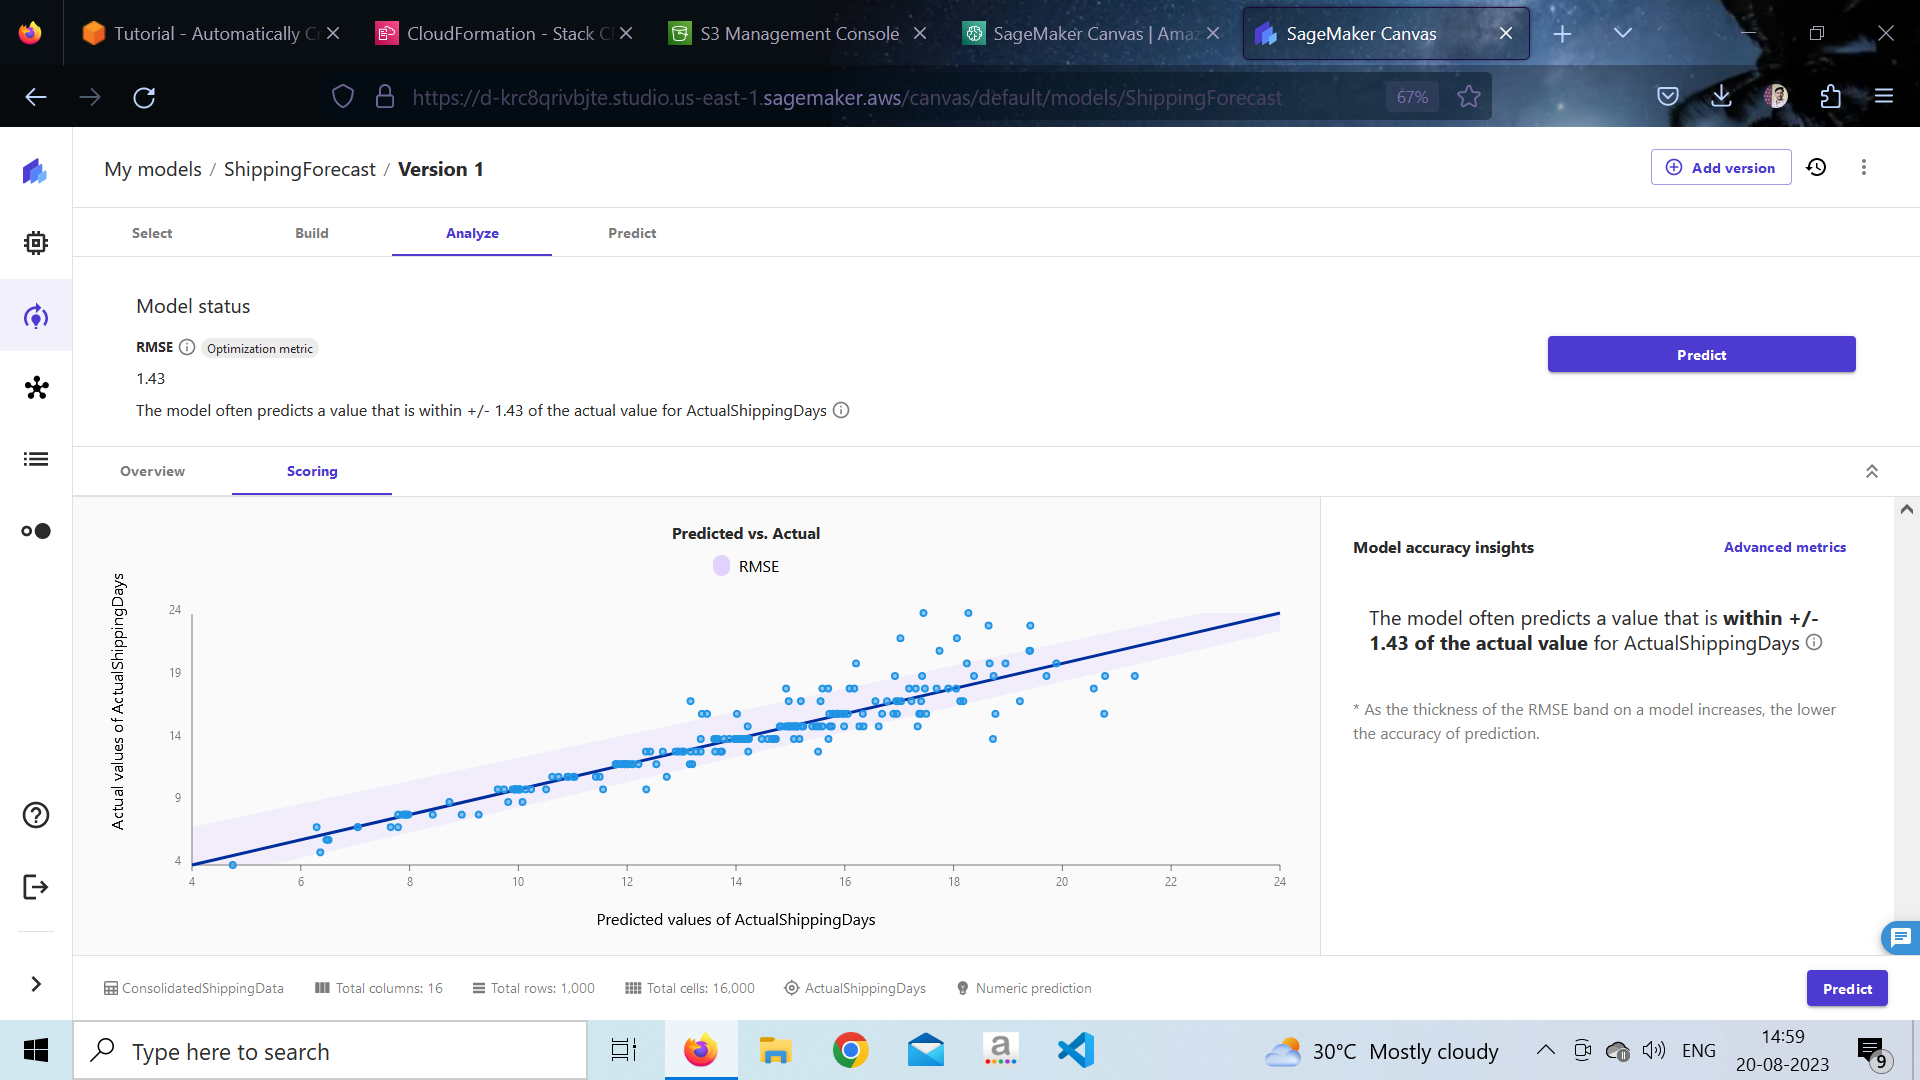 Tutorial - Automatically Cr
CloudFormation - Stack C
S3 Management Console
SageMaker Canvas | Amaz
SageMaker Canvas
https://d-krc8qrivbjte.studio.us-east-1.sagemaker.aws/canvas/default/models/ShippingForecast
67%
My models / ShippingForecast / Version 1
Add version
Select
Build
Analyze
Predict
Model status
RMSE Optimization metric
1.43
The model often predicts a value that is within +/- 1.43 of the actual value for ActualShippingDays
Predict
Overview
Scoring
Predicted vs. Actual
RMSE
Actual values of ActualShippingDays
24
19
14
9
4
4 6 8 10 12 14 16 18 20 22 24
Predicted values of ActualShippingDays
Model accuracy insights
Advanced metrics
The model often predicts a value that is within +/-
1.43 of the actual value for ActualShippingDays
* As the thickness of the RMSE band on a model increases, the lower
the accuracy of prediction.
ConsolidatedShippingData
Total columns: 16
Total rows: 1,000
Total cells: 16,000
ActualShippingDays
Numeric prediction
Predict
Type here to search
30°C Mostly cloudy
ENG
14:59
20-08-2023
9